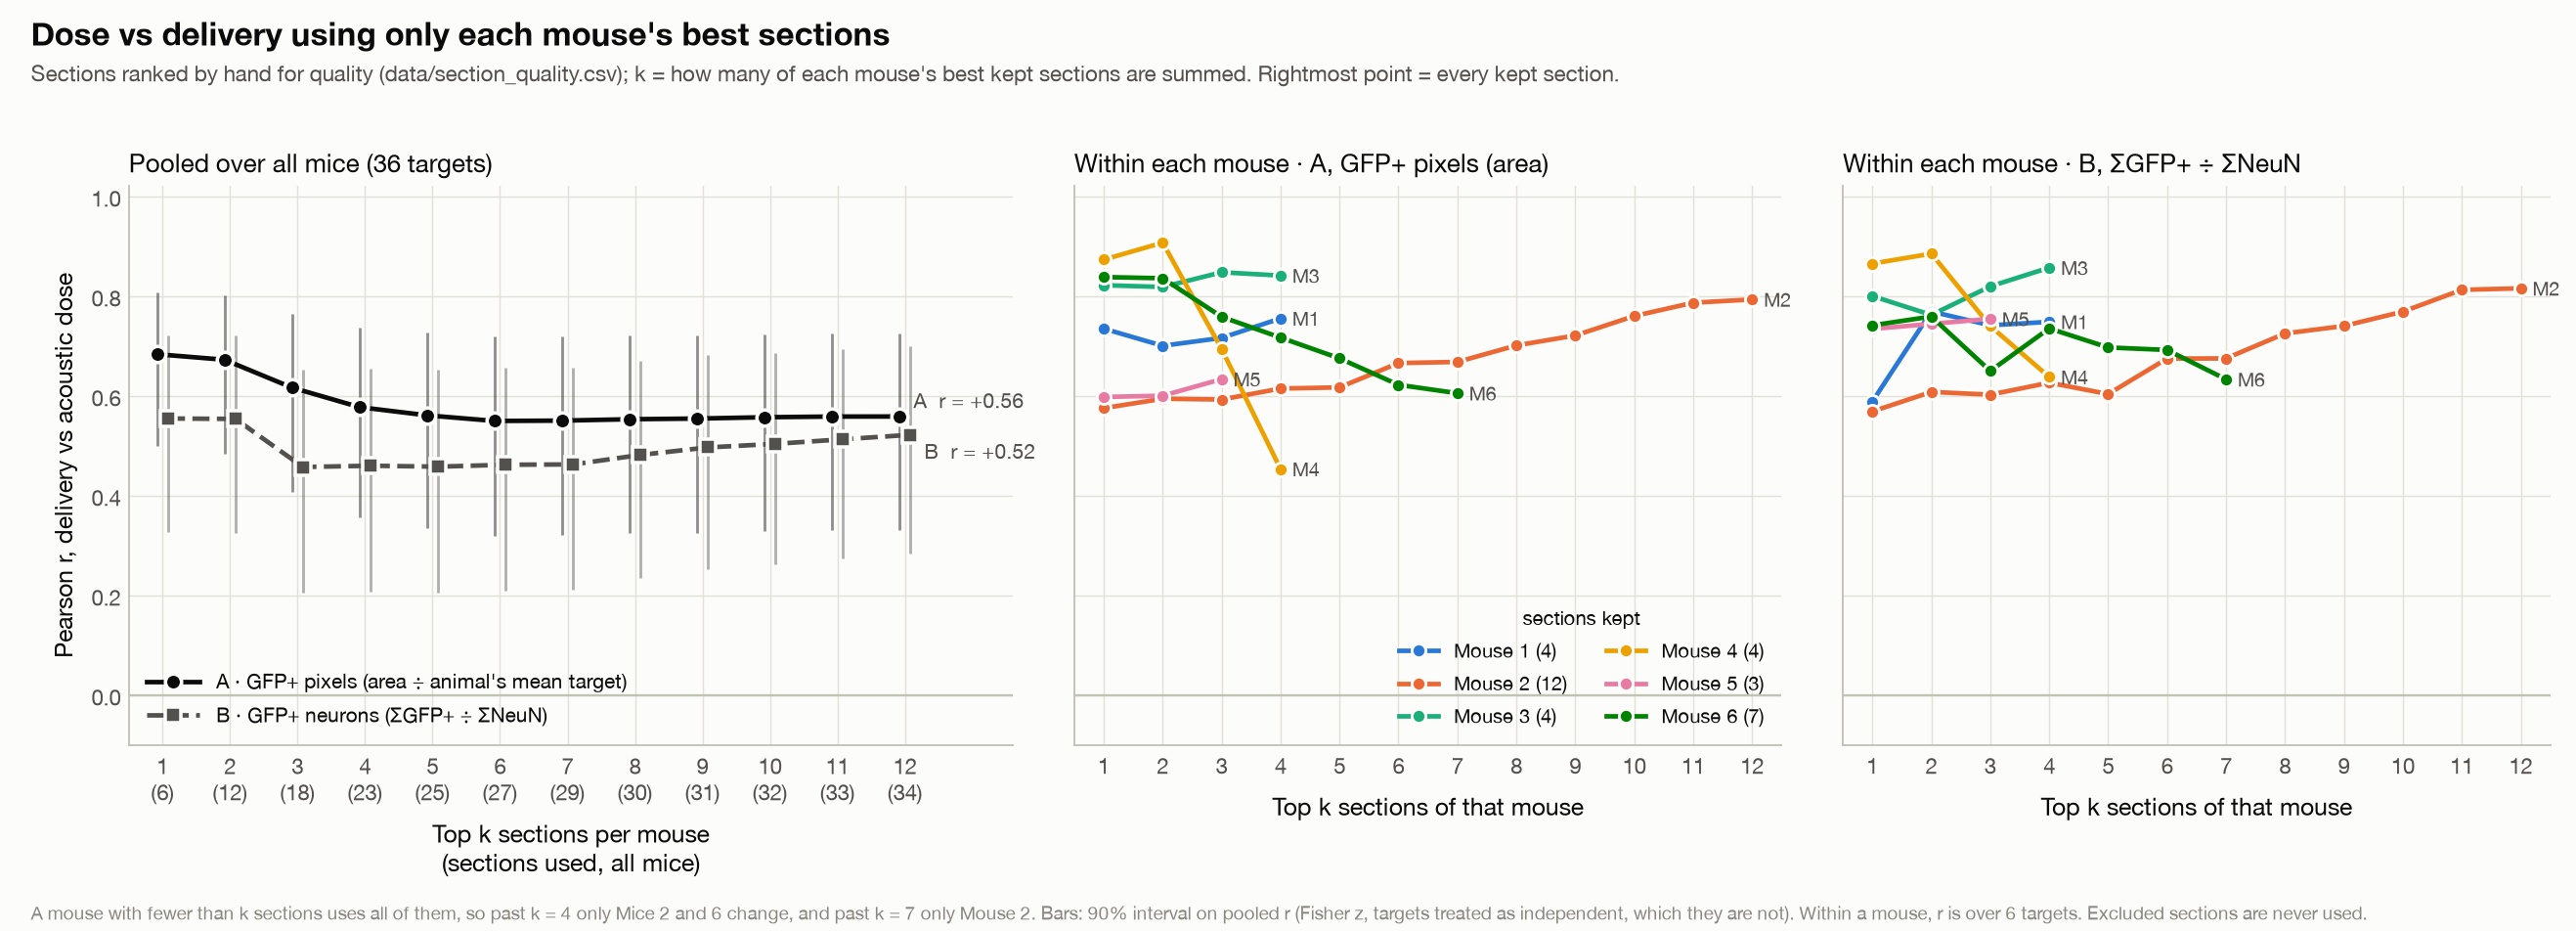 Dose vs delivery using only each mouse's best sections
Sections ranked by hand for quality (data/section_quality.csv); k = how many of each mouse's best kept sections are summed. Rightmost point = every kept section.
Pooled over all mice (36 targets)
Pearson r, delivery vs acoustic dose
1.0
0.8
0.6
0.4
0.2
0.0
A r = +0.56
B r = +0.52
A · GFP+ pixels (area ÷ animal's mean target)
B · GFP+ neurons (ΣGFP+ ÷ ΣNeuN)
1 2 3 4 5 6 7 8 9 10 11 12
(6) (12) (18) (23) (25) (27) (29) (30) (31) (32) (33) (34)
Top k sections per mouse
(sections used, all mice)
Within each mouse · A, GFP+ pixels (area)
M3
M2
M1
M5
M6
M4
sections kept
Mouse 1 (4) Mouse 4 (4)
Mouse 2 (12) Mouse 5 (3)
Mouse 3 (4) Mouse 6 (7)
1 2 3 4 5 6 7 8 9 10 11 12
Top k sections of that mouse
Within each mouse · B, ΣGFP+ ÷ ΣNeuN
M3
M2
M5 M1
M4
M6
1 2 3 4 5 6 7 8 9 10 11 12
Top k sections of that mouse
A mouse with fewer than k sections uses all of them, so past k = 4 only Mice 2 and 6 change, and past k = 7 only Mouse 2. Bars: 90% interval on pooled r (Fisher z, targets treated as independent, which they are not). Within a mouse, r is over 6 targets. Excluded sections are never used.